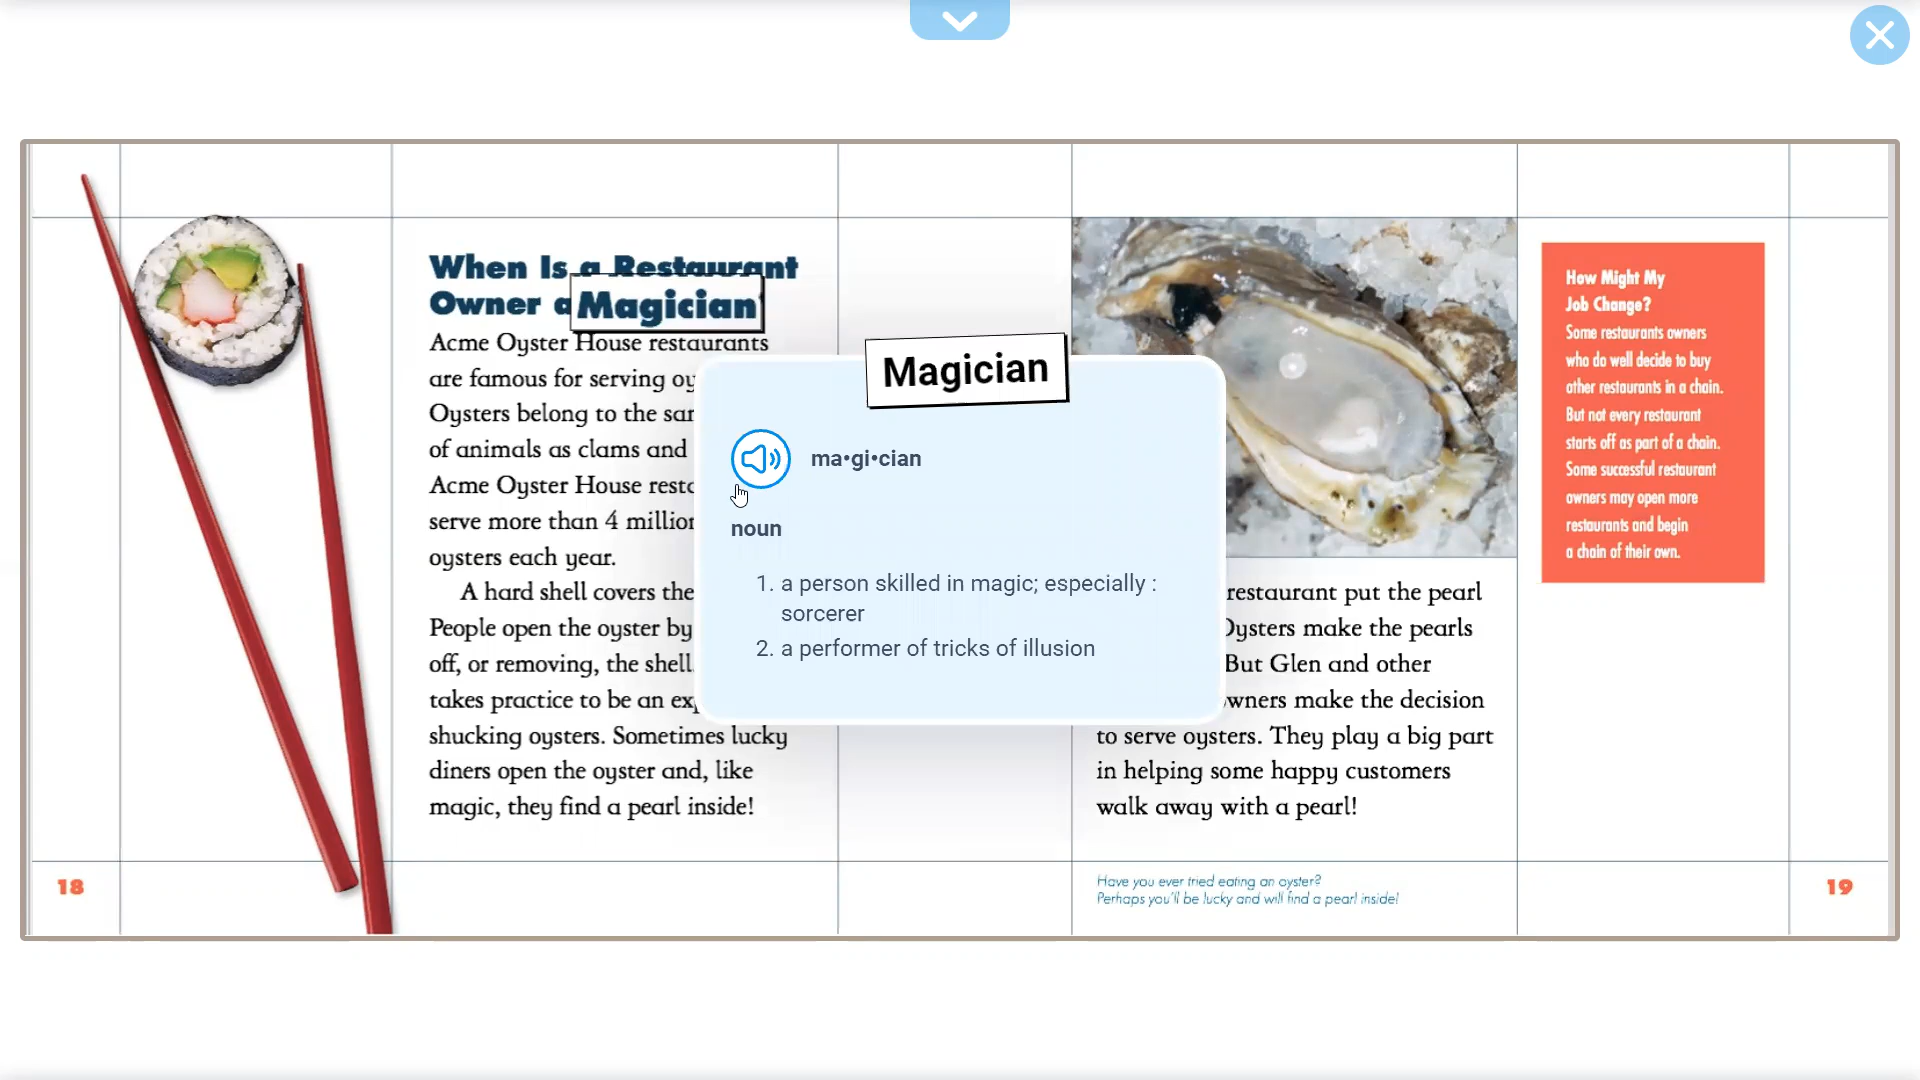 When Is a Restaurant
Owner a Magician
Acme Oyster House restaurants
are famous for serving
Oysters belong to the
of animals as clams and
Acme Oyster House
serve more than 4
oysters each year.
A hard shell covers the
People open the oyster by
off, or removing, the shell.
takes practice to be an
shucking oysters. Sometimes lucky
diners open the oyster and, like
magic, they find a pearl inside!
18
Magician
ma•gi•cian
noun
1. a person skilled in magic; especially :
sorcerer
2. a performer of tricks of illusion
restaurant put the pearl
Oysters make the pearls
But Glen and other
make the decision
to serve oysters. They play a big part
in helping some happy customers
walk away with a pearl!
Have you ever tried eating an oyster?
Perhaps you'll be lucky and will find a pearl inside!
How Might My
Job Change?
Some restaurants owners
who do well decide to buy
other restaurants in a chain.
But not every restaurant
starts off as part of a chain.
Some successful restaurant
owners may open more
restaurants and begin
a chain of their own.
19